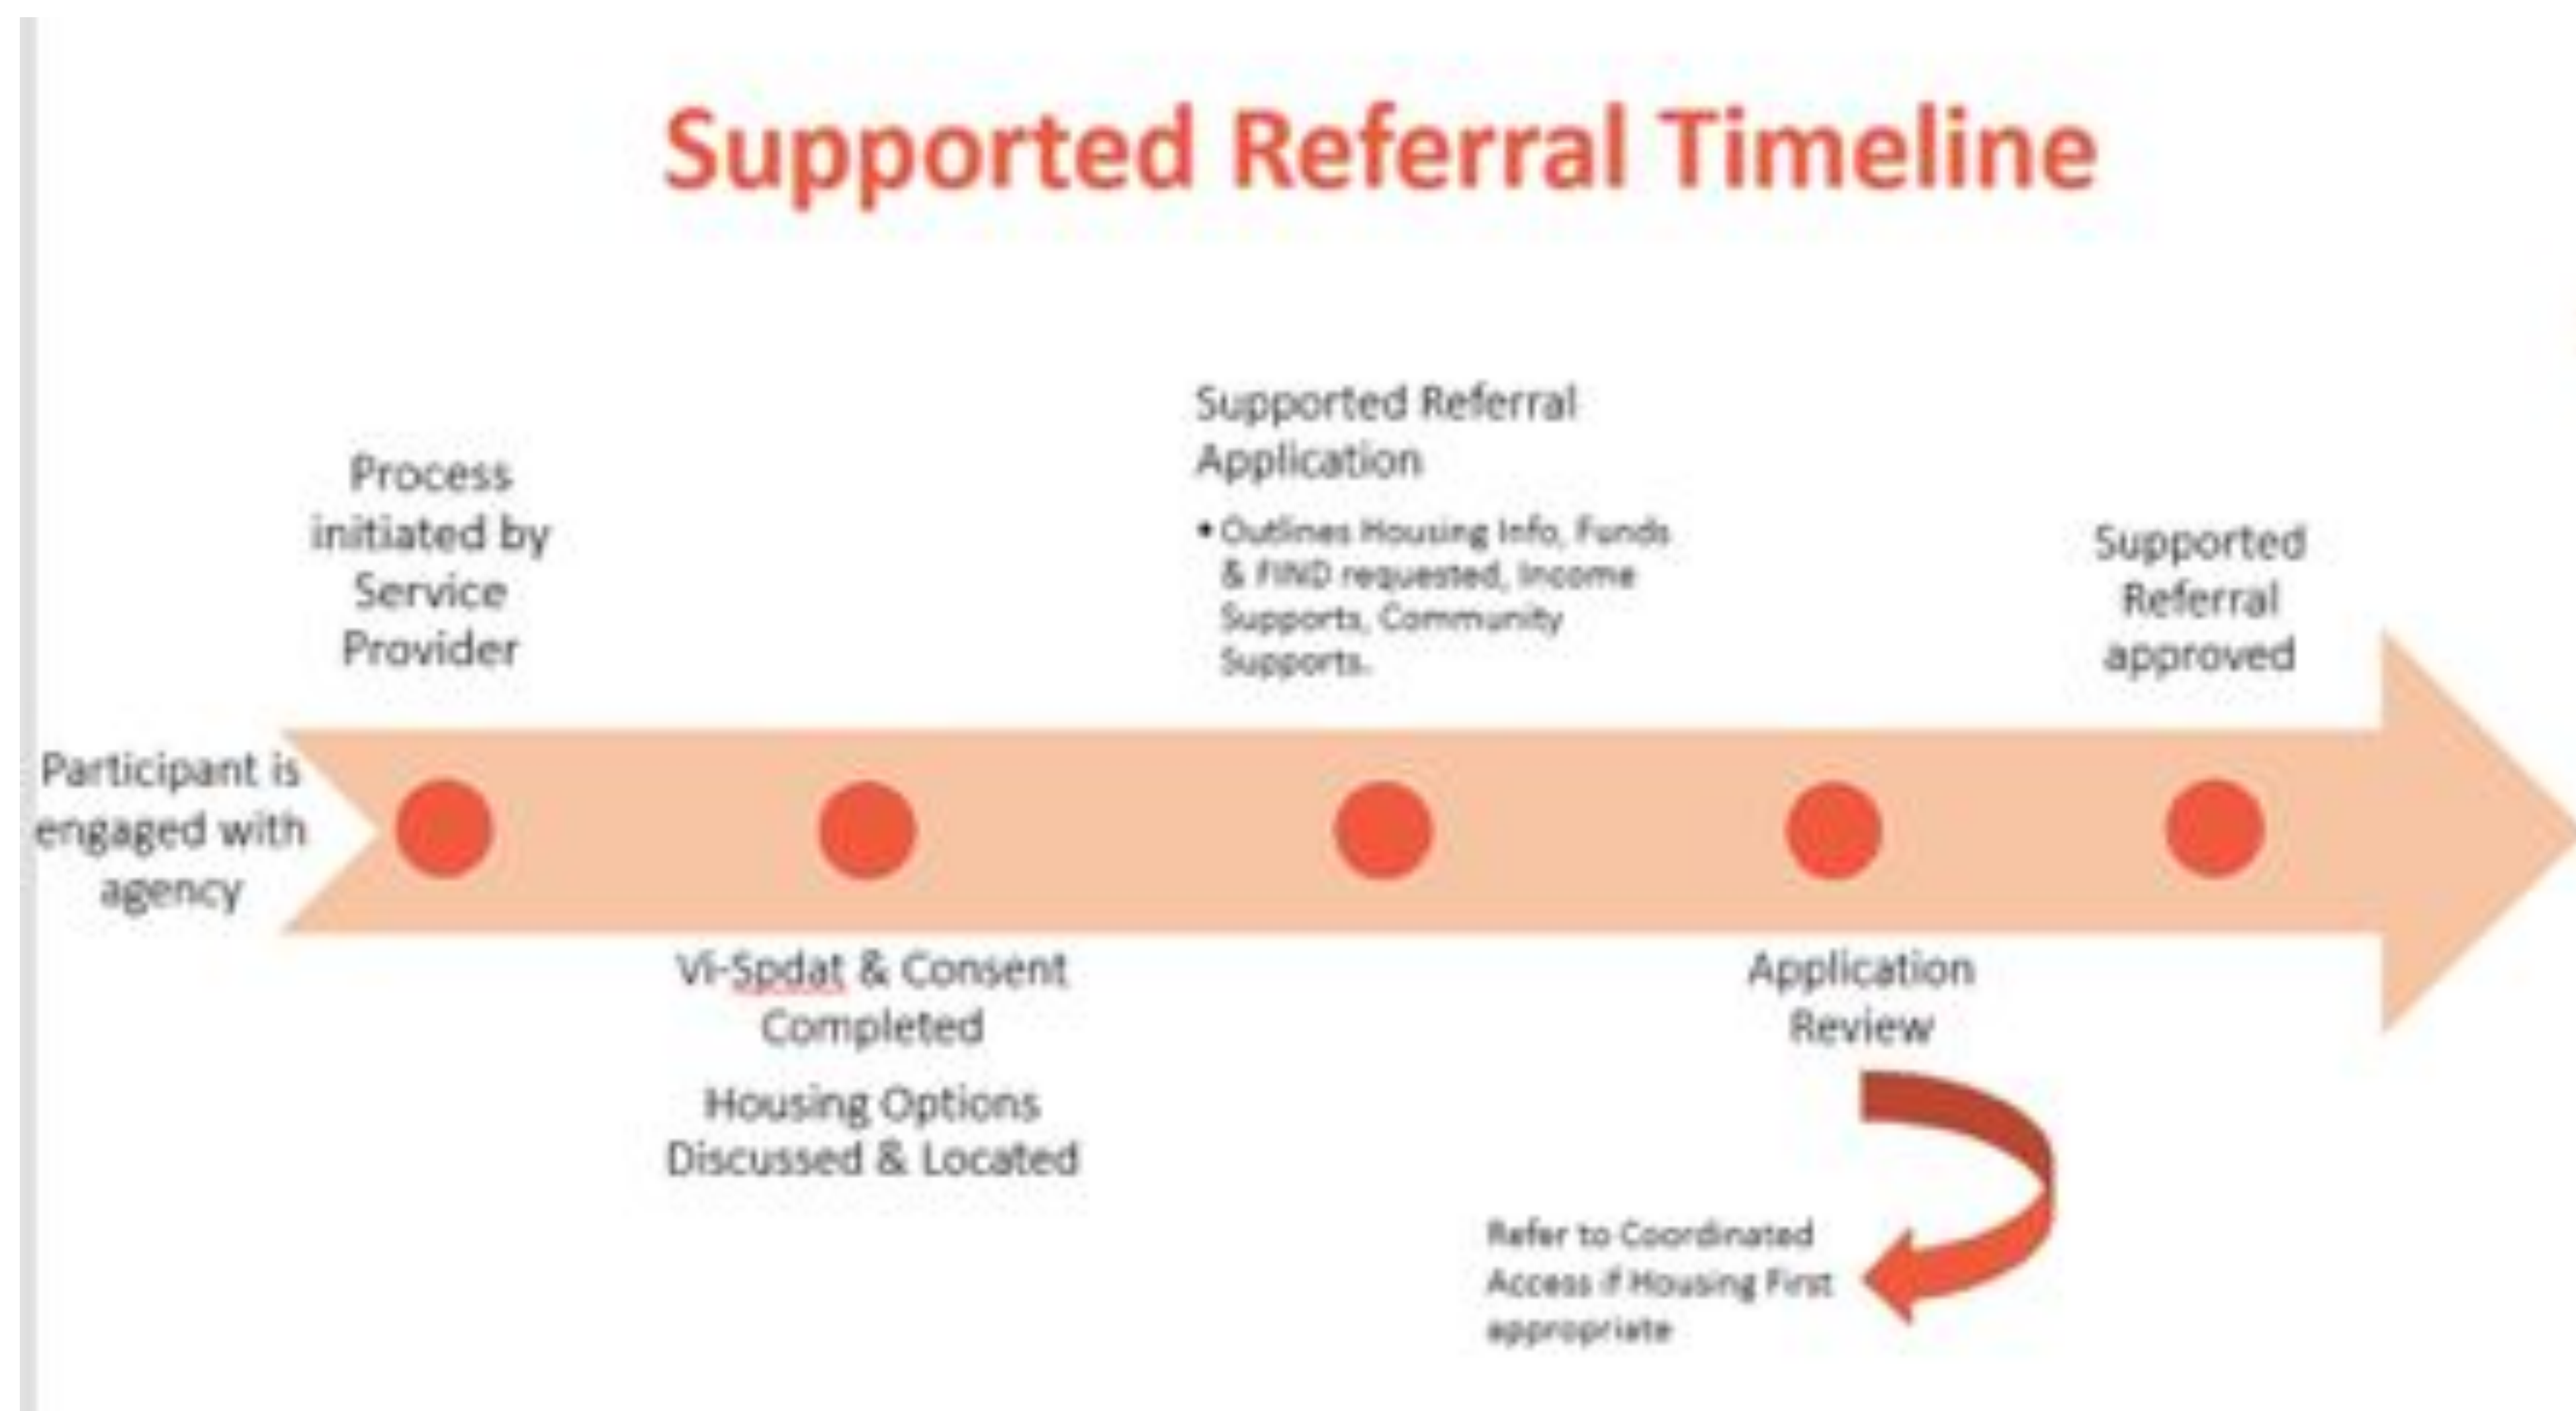 Supported Referral Timeline
Participant is
engaged with
agency
Process
initiated by
Service
Provider
Vi-Spdat & Consent
Completed
Housing Options
Discussed & Located
Supported Referral
Application
• Outlines Housing Info, Funds
& FIND requested, Income
Supports, Community
Supports.
Application
Review
Refer to Coordinated
Access if Housing First
appropriate
Supported
Referral
approved